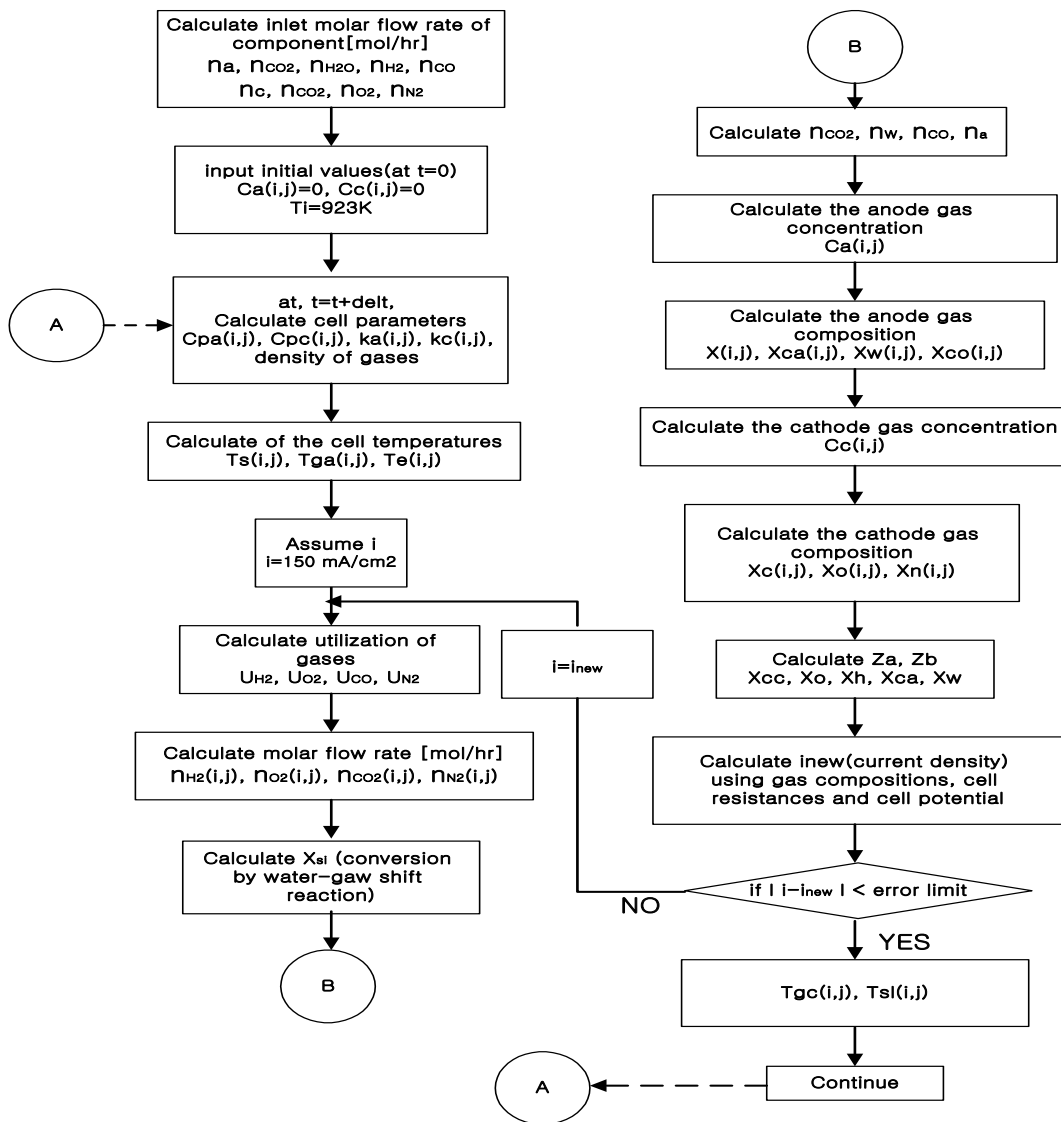 Calculate inlet molar flow rate of
component[mol/hr]
na, nCO2, nH2O, nH2, nCO
nc, nCO2, nO2, nN2
input initial values(at t=0)
Ca(i,j)=0, Cc(i,j)=0
Ti=923K
A
at, t=t+delt,
Calculate cell parameters
Cpa(i,j), Cpc(i,j), ka(i,j), kc(i,j),
density of gases
Calculate of the cell temperatures
Ts(i,j), Tga(i,j), Te(i,j)
Assume i
i=150 mA/cm2
Calculate utilization of
gases
UH2, UO2, UCO, UN2
i=inew
Calculate molar flow rate [mol/hr]
nH2(i,j), nO2(i,j), nCO2(i,j), nN2(i,j)
Calculate Xsl (conversion
by water-gaw shift
reaction)
B
B
Calculate nCO2, nw, nCO, na
Calculate the anode gas
concentration
Ca(i,j)
Calculate the anode gas
composition
X(i,j), Xca(i,j), Xw(i,j), Xco(i,j)
Calculate the cathode gas concentration
Cc(i,j)
Calculate the cathode gas
composition
Xc(i,j), Xo(i,j), Xn(i,j)
Calculate Za, Zb
Xcc, Xo, Xh, Xca, Xw
Calculate inew(current density)
using gas compositions, cell
resistances and cell potential
if | i-inew | < error limit
NO
YES
Tgc(i,j), Tsl(i,j)
Continue
A